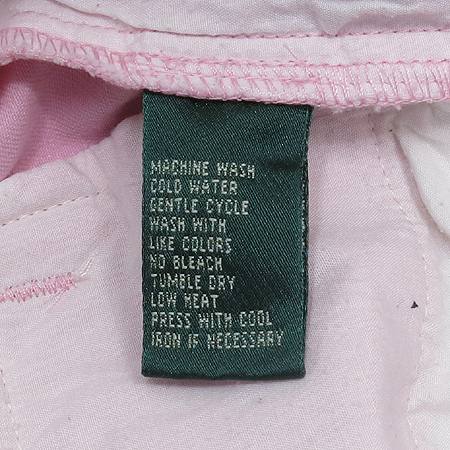 MACHINE WASH
COLD WATER
GENTLE CYCLE
WASH WITH
LIKE COLORS
NO BLEACH
TUMBLE DRY
LOW HEAT
PRESS WITH COOL
IRON IF NECESSARY